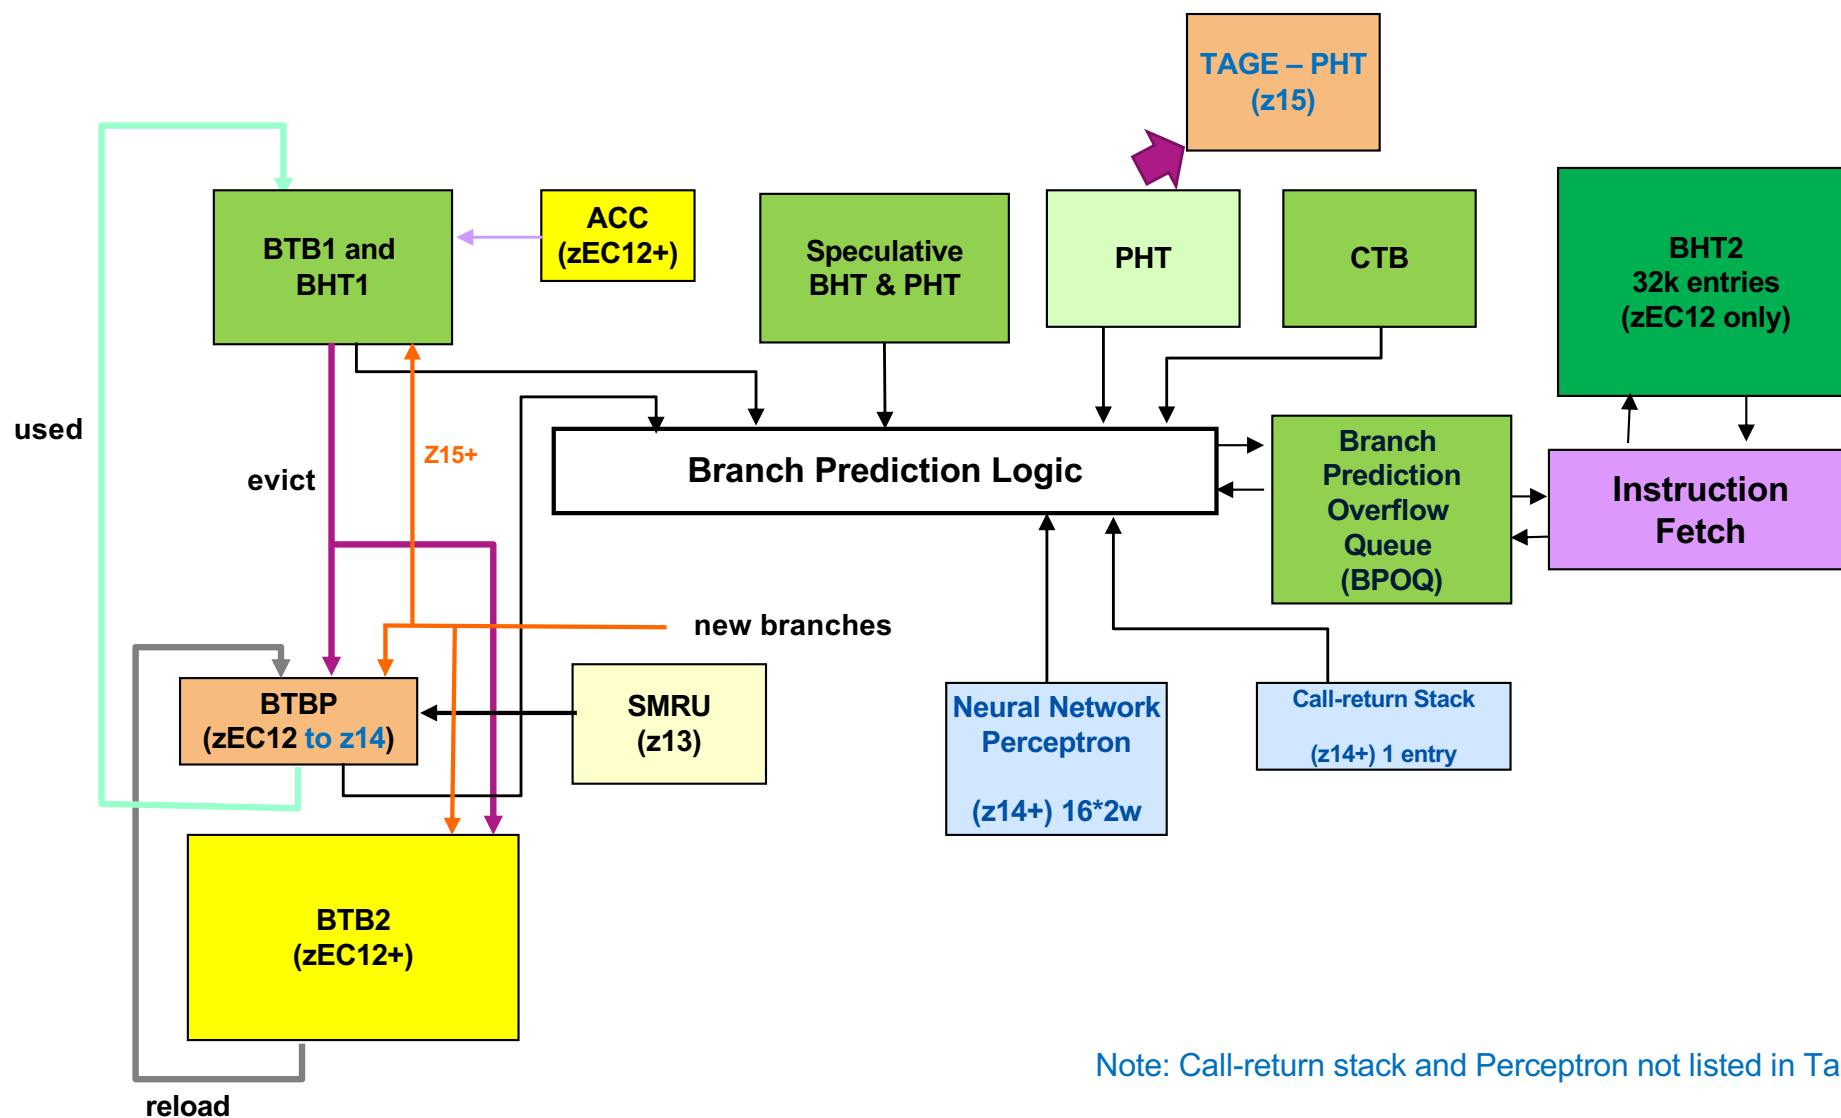 TAGE – PHT
(z15)
BTB1 and
BHT1
ACC
(zEC12+)
Speculative
BHT & PHT
PHT
CTB
BHT2
32k entries
(zEC12 only)
used
evict
Z15+
Branch Prediction Logic
Branch
Prediction
Overflow
Queue
(BPOQ)
Instruction
Fetch
new branches
BTBP
(zEC12 to z14)
SMRU
(z13)
Neural Network
Perceptron
(z14+) 16*2w
Call-return Stack
(z14+) 1 entry
BTB2
(zEC12+)
reload
Note: Call-return stack and Perceptron not listed in Ta